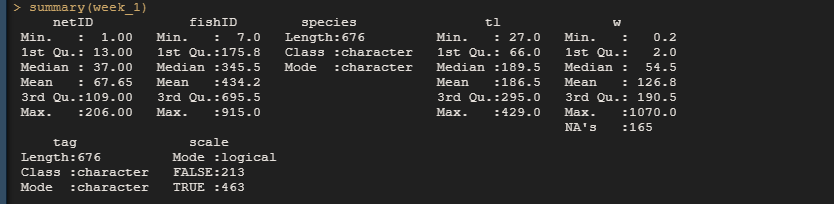 > summary(week_1)
     netID            fishID        species                tl              w
 Min.   :  1.00   Min.   :  7.0   Length:676         Min.   : 27.0   Min.   :   0.2
 1st Qu.: 13.00   1st Qu.:175.8   Class :character   1st Qu.: 66.0   1st Qu.:   2.0
 Median : 37.00   Median :345.5   Mode  :character   Median :189.5   Median :  54.5
 Mean   : 67.65   Mean   :434.2                      Mean   :186.5   Mean   : 126.8
 3rd Qu.:109.00   3rd Qu.:695.5                      3rd Qu.:295.0   3rd Qu.: 190.5
 Max.   :206.00   Max.   :915.0                      Max.   :429.0   Max.   :1070.0
                                                                     NA's   :165
     tag              scale
 Length:676         Mode :logical
 Class :character   FALSE:213
 Mode  :character   TRUE :463